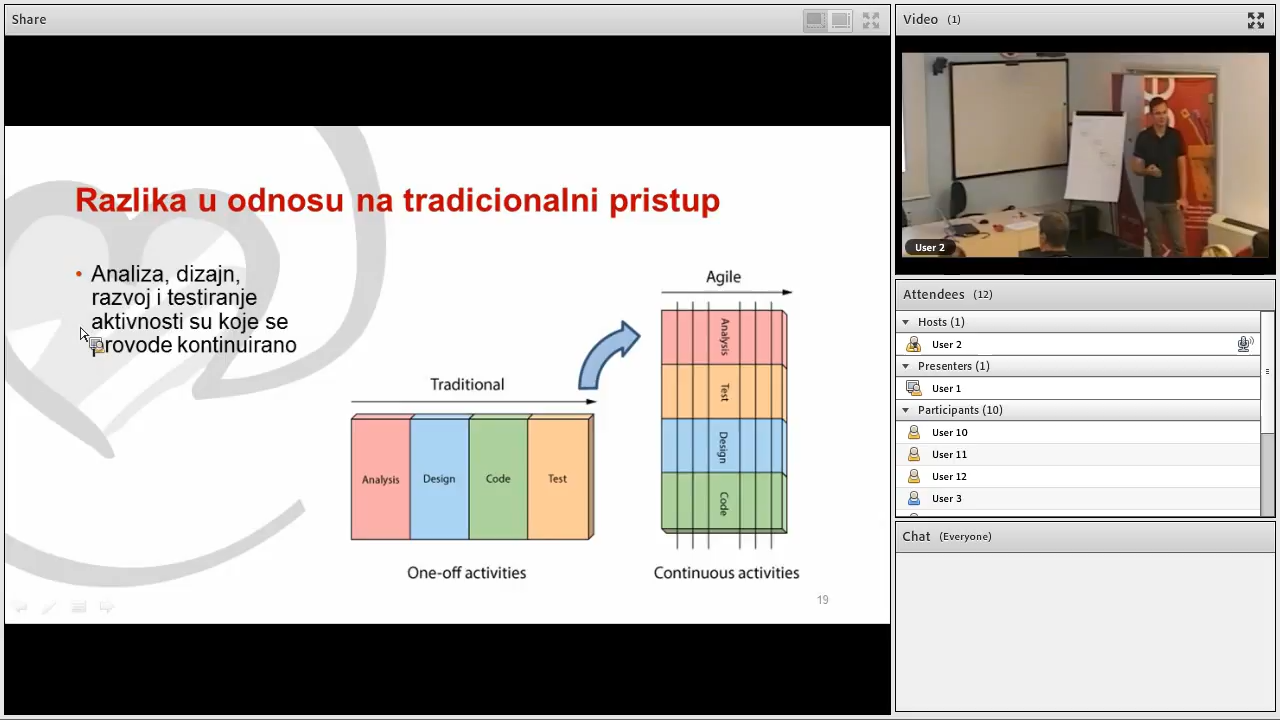 Share
Razlika u odnosu na tradicionalni pristup
• Analiza, dizajn,
razvoj i testiranje
aktivnosti su koje se
provode kontinuirano
Traditional
Analysis
Design
Code
Test
One-off activities
Agile
Analysis
Test
Design
Code
Continuous activities
19
Video (1)
User 2
Attendees (12)
Hosts (1)
User 2
Presenters (1)
User 1
Participants (10)
User 10
User 11
User 12
User 3
Chat (Everyone)